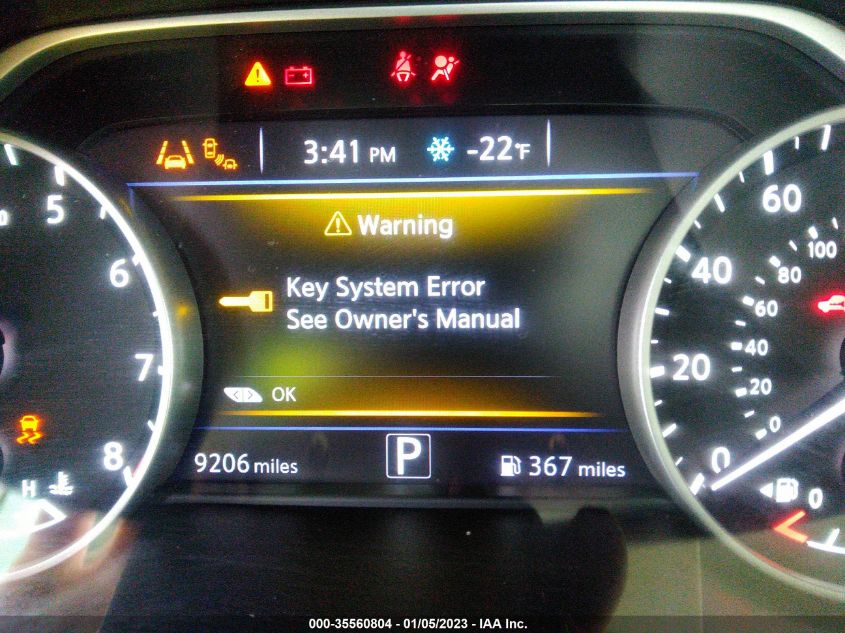 3:41 PM
-22°F
Warning
Key System Error
See Owner's Manual
OK
9206 miles
P
367 miles
5
6
7
8
H
60
40
20
0
100
80
60
40
20
0
0
000-35560804 - 01/05/2023 - IAA Inc.